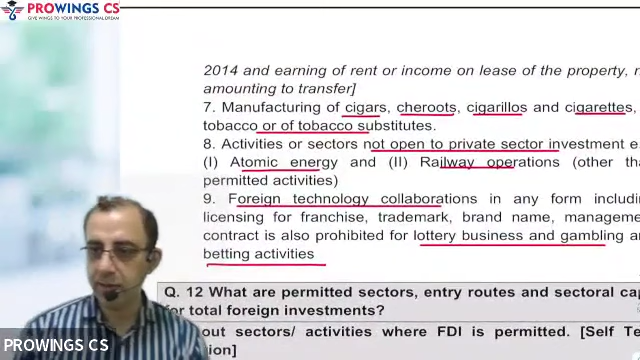 PROWINGS CS
GIVE WINGS TO YOUR PROFESSIONAL DREAM
2014 and earning of rent or income on lease of the property, n
amounting to transfer]
7. Manufacturing of cigars, cheroots, cigarillos and cigarettes,
tobacco or of tobacco substitutes.
8. Activities or sectors not open to private sector investment e.
(I) Atomic energy and (II) Railway operations (other tha
permitted activities)
9. Foreign technology collaborations in any form includin
licensing for franchise, trademark, brand name, manageme
contract is also prohibited for lottery business and gambling an
betting activities
Q. 12 What are permitted sectors, entry routes and sectoral cap
for total foreign investments?
out sectors/ activities where FDI is permitted. [Self Te
ion]
PROWINGS CS